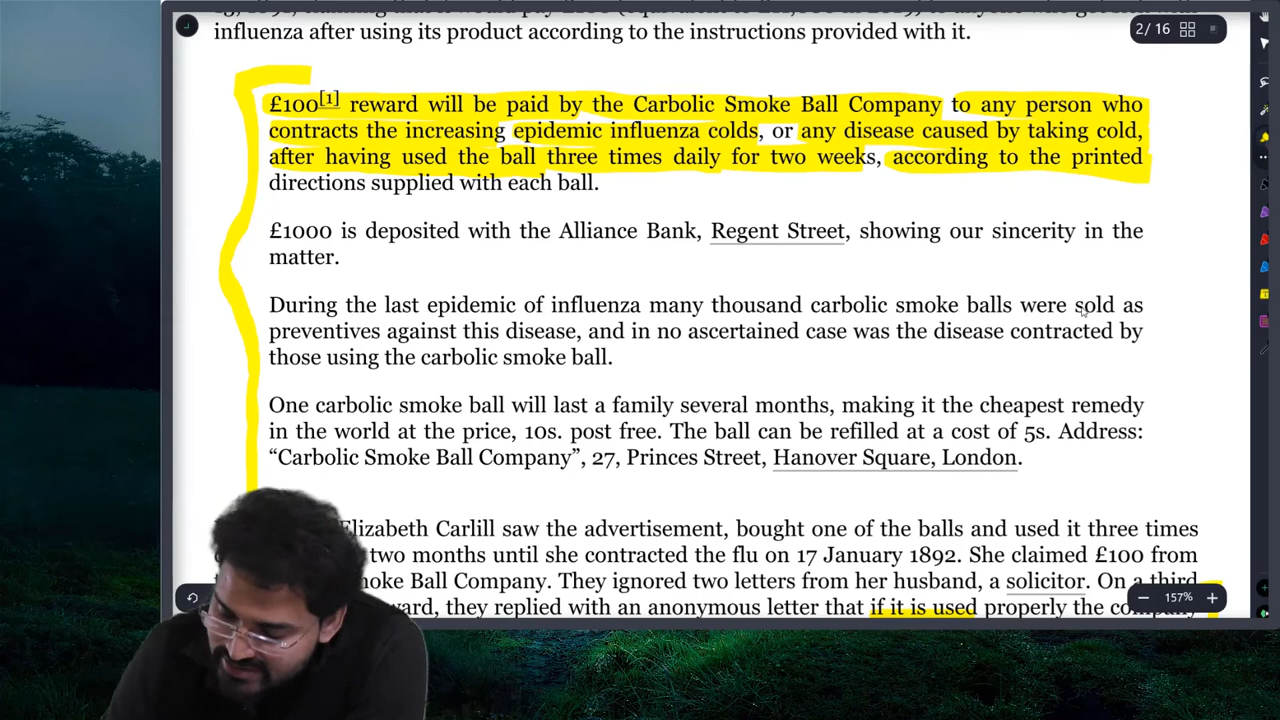 influenza after using its product according to the instructions provided with it.
2/16
£100[1] reward will be paid by the Carbolic Smoke Ball Company to any person who
contracts the increasing epidemic influenza colds, or any disease caused by taking cold,
after having used the ball three times daily for two weeks, according to the printed
directions supplied with each ball.
£1000 is deposited with the Alliance Bank, Regent Street, showing our sincerity in the
matter.
During the last epidemic of influenza many thousand carbolic smoke balls were sold as
preventives against this disease, and in no ascertained case was the disease contracted by
those using the carbolic smoke ball.
One carbolic smoke ball will last a family several months, making it the cheapest remedy
in the world at the price, 10s. post free. The ball can be refilled at a cost of 5s. Address:
“Carbolic Smoke Ball Company”, 27, Princes Street, Hanover Square, London.
Elizabeth Carlill saw the advertisement, bought one of the balls and used it three times
two months until she contracted the flu on 17 January 1892. She claimed £100 from
Ball Company. They ignored two letters from her husband, a solicitor. On a third
they replied with an anonymous letter that if it is used properly the company
157%